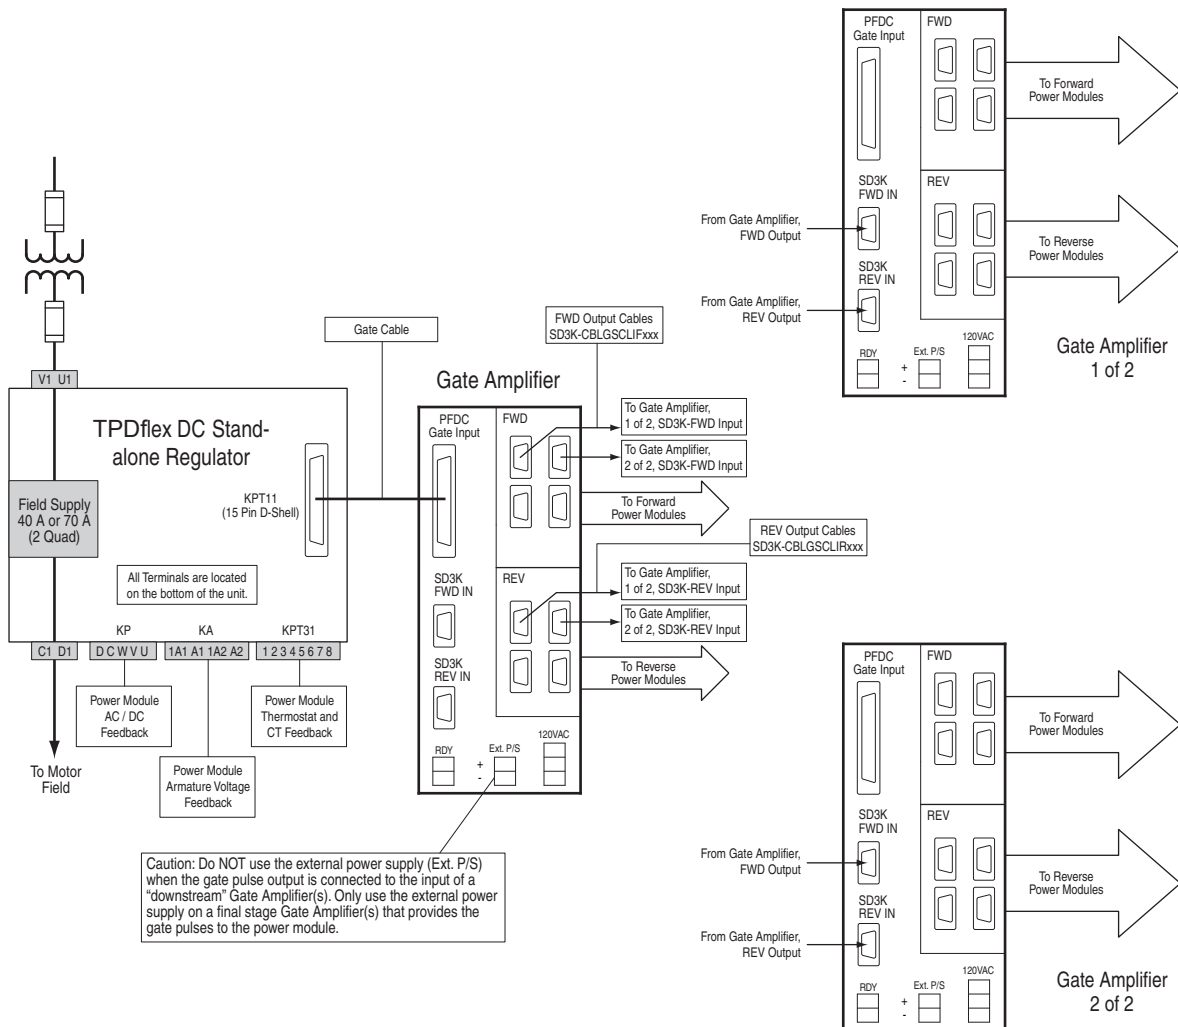 PFDC
Gate Input
FWD
To Forward
Power Modules
SD3K
FWD IN
REV
From Gate Amplifier,
FWD Output
To Reverse
Power Modules
SD3K
REV IN
From Gate Amplifier,
REV Output
RDY
+
-
Ext. P/S
120VAC
Gate Amplifier
1 of 2
V1 U1
TPDflex DC Stand-
alone Regulator
Field Supply
40 A or 70 A
(2 Quad)
KPT11
(15 Pin D-Shell)
All Terminals are located
on the bottom of the unit.
KP
KA
KPT31
C1 D1
D C W V U
1A1 A1 1A2 A2
1 2 3 4 5 6 7 8
Power Module
AC / DC
Feedback
Power Module
Thermostat and
CT Feedback
Power Module
Armature Voltage
Feedback
To Motor
Field
Gate Cable
FWD Output Cables
SD3K-CBLGSCLIFxxx
Gate Amplifier
PFDC
Gate Input
FWD
To Gate Amplifier,
1 of 2, SD3K-FWD Input
To Gate Amplifier,
2 of 2, SD3K-FWD Input
To Forward
Power Modules
REV Output Cables
SD3K-CBLGSCLIRxxx
SD3K
FWD IN
REV
To Gate Amplifier,
1 of 2, SD3K-REV Input
To Gate Amplifier,
2 of 2, SD3K-REV Input
To Reverse
Power Modules
SD3K
REV IN
RDY
+
-
Ext. P/S
120VAC
Caution: Do NOT use the external power supply (Ext. P/S)
when the gate pulse output is connected to the input of a
“downstream” Gate Amplifier(s). Only use the external power
supply on a final stage Gate Amplifier(s) that provides the
gate pulses to the power module.
PFDC
Gate Input
FWD
To Forward
Power Modules
SD3K
FWD IN
REV
From Gate Amplifier,
FWD Output
To Reverse
Power Modules
SD3K
REV IN
From Gate Amplifier,
REV Output
RDY
+
-
Ext. P/S
120VAC
Gate Amplifier
2 of 2